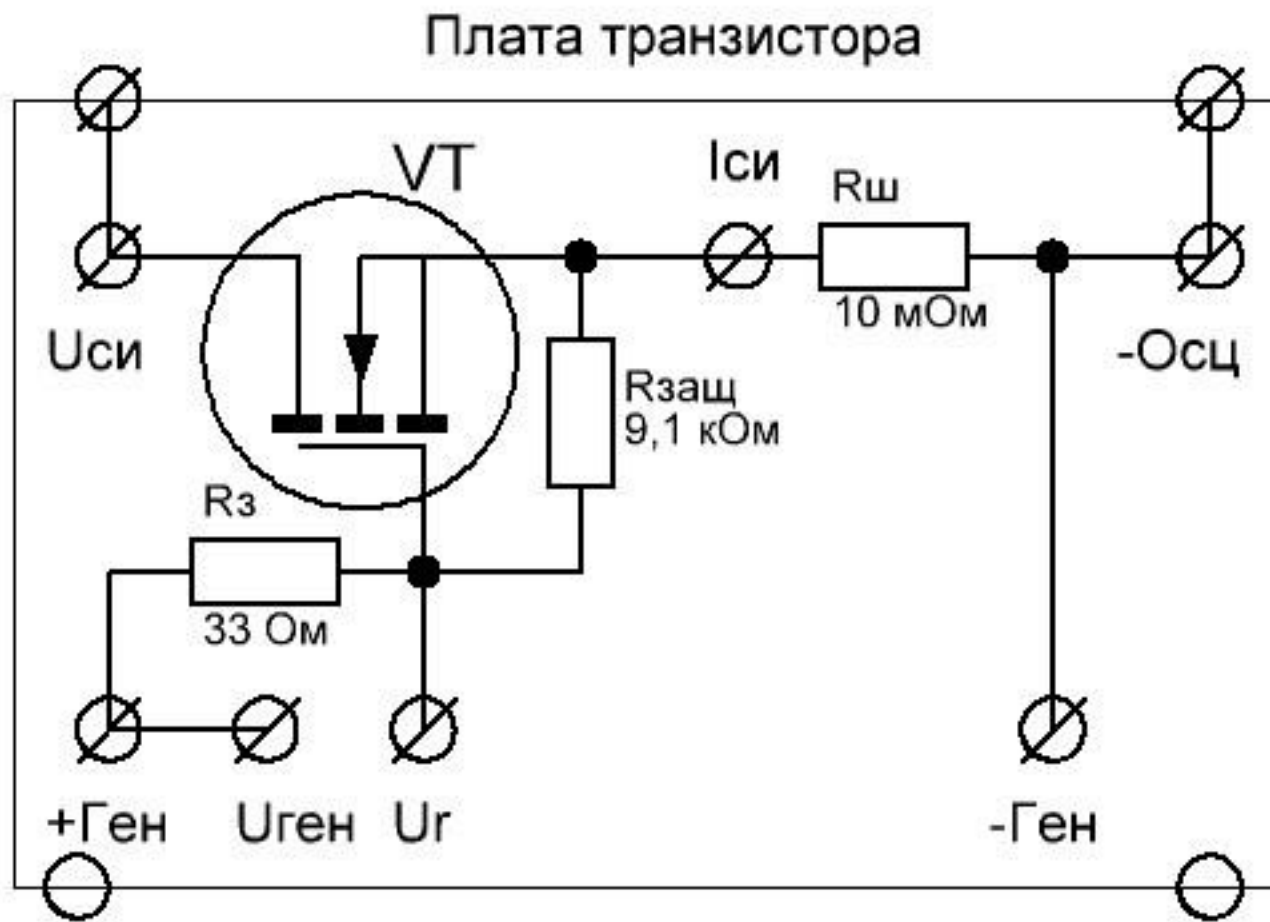 Плата транзистора
VT
Iси
Rш
10 мОм
Uси
-Осц
Rзащ
9,1 кОм
Rз
33 Ом
+Ген
Uген
Ur
-Ген